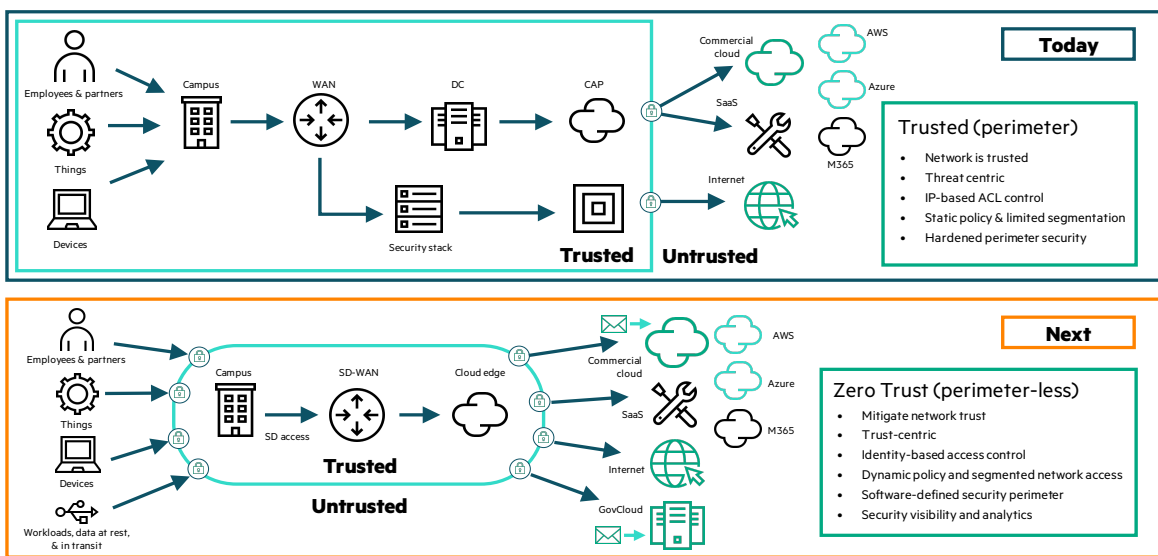 Today
Employees & partners
Things
Devices
Campus
WAN
DC
CAP
Security stack
Trusted
Untrusted
Commercial
cloud
SaaS
Internet
AWS
Azure
M365
Trusted (perimeter)
• Network is trusted
• Threat centric
• IP-based ACL control
• Static policy & limited segmentation
• Hardened perimeter security
Next
Employees & partners
Things
Devices
Workloads, data at rest,
& in transit
Campus
SD access
SD-WAN
Cloud edge
Trusted
Untrusted
Commercial
cloud
SaaS
Internet
GovCloud
AWS
Azure
M365
Zero Trust (perimeter-less)
• Mitigate network trust
• Trust-centric
• Identity-based access control
• Dynamic policy and segmented network access
• Software-defined security perimeter
• Security visibility and analytics